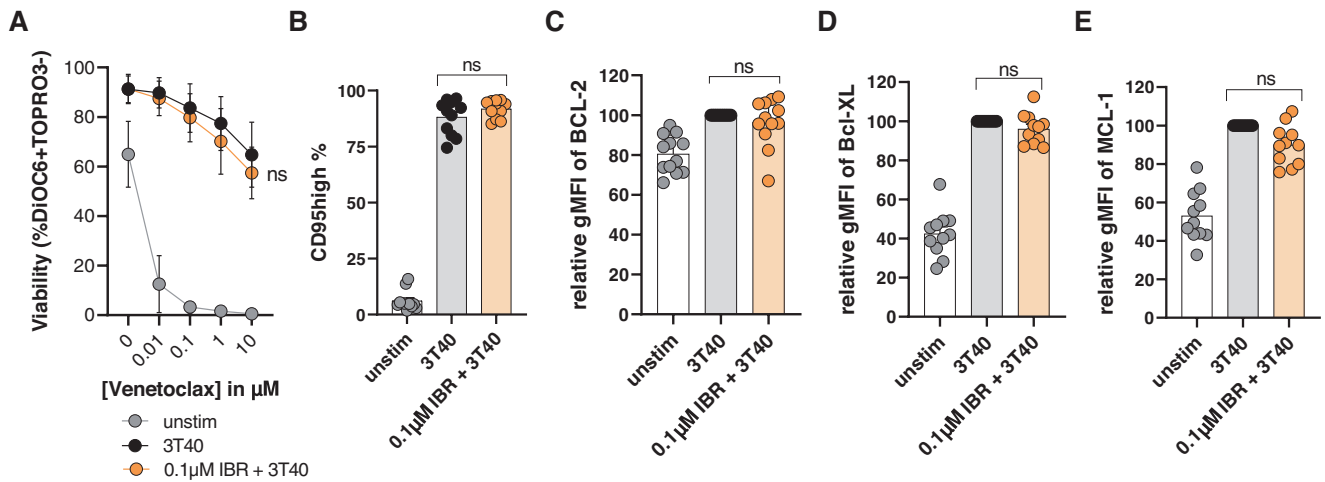 A
Viability (%DiOC6+TOPRO3-)
100
80
60
40
20
0
ns
0
0.01
0.1
1
10
[Venetoclax] in µM
unstim
3T40
0.1µM IBR + 3T40
B
CD95high %
100
75
50
25
0
ns
unstim
3T40
0.1µM IBR + 3T40
C
relative gMFI of BCL-2
120
100
80
60
40
20
0
ns
unstim
3T40
0.1µM IBR + 3T40
D
relative gMFI of Bcl-XL
120
100
80
60
40
20
0
ns
unstim
3T40
0.1µM IBR + 3T40
E
relative gMFI of MCL-1
120
100
80
60
40
20
0
ns
unstim
3T40
0.1µM IBR + 3T40